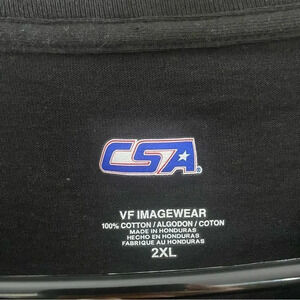 CSA®
VF IMAGEWEAR
100% COTTON / ALGODON / COTON
MADE IN HONDURAS
HECHO EN HONDURAS
FABRIQUE AU HONDURAS
2XL